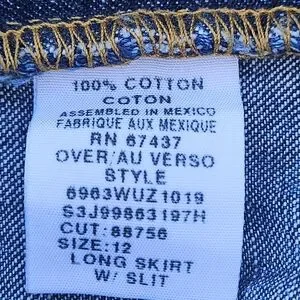 100% COTTON
COTON
ASSEMBLED IN MEXICO
FABRIQUE AUX MEXIQUE
RN 67437
OVER/AU VERSO
STYLE
6963WUZ1019
S3J99863197H
CUT: 88756
SIZE: 12
LONG SKIRT
W/ SLIT